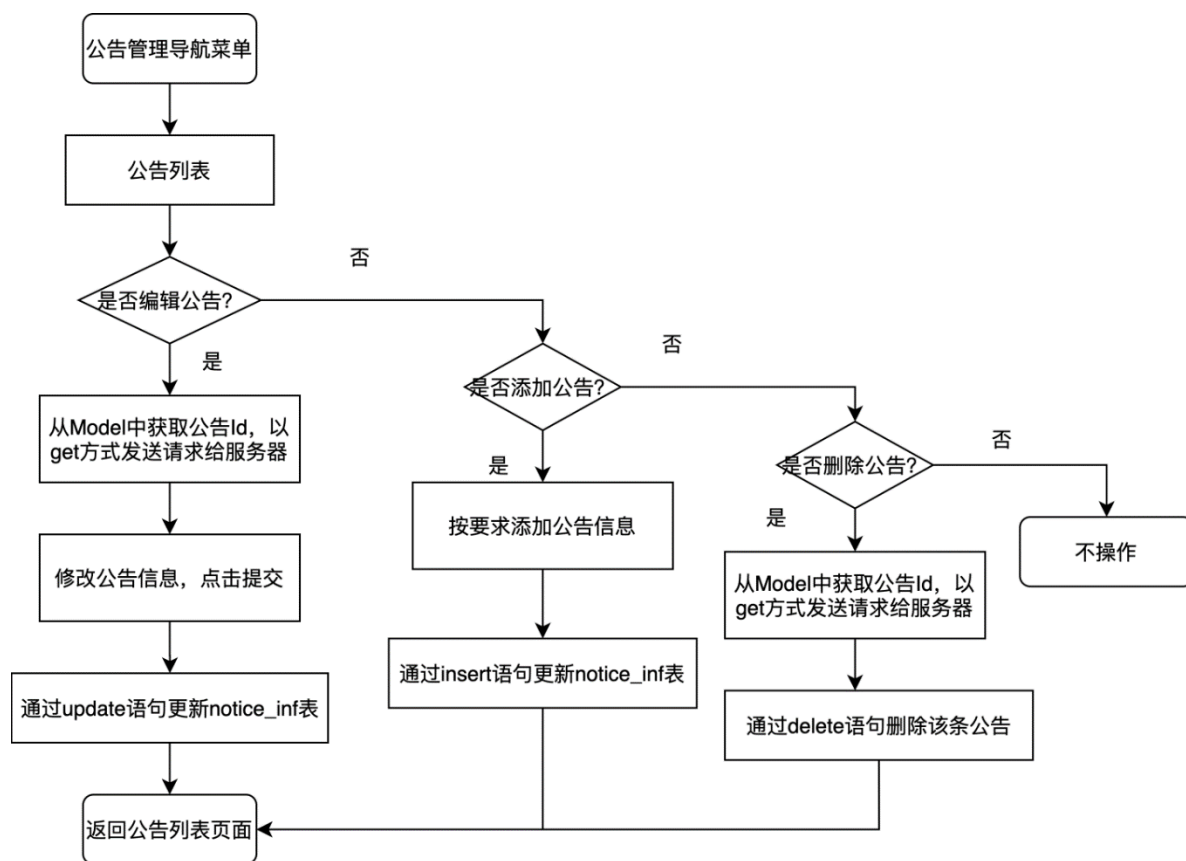 公告管理导航菜单
公告列表
否
是否编辑公告？
是
否
是否添加公告？
从Model中获取公告Id，以
get方式发送请求给服务器
否
是否删除公告？
是
按要求添加公告信息
是
不操作
修改公告信息，点击提交
从Model中获取公告Id，以
get方式发送请求给服务器
通过insert语句更新notice_inf表
通过update语句更新notice_inf表
通过delete语句删除该条公告
返回公告列表页面